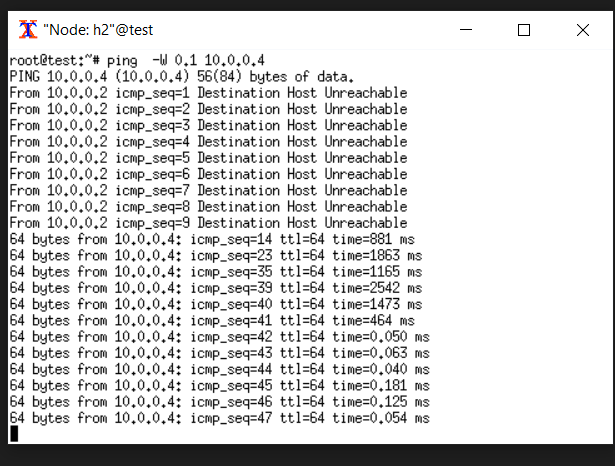 "Node: h2"@test
root@test:~# ping  -W 0.1 10.0.0.4
PING 10.0.0.4 (10.0.0.4) 56(84) bytes of data.
From 10.0.0.2 icmp_seq=1 Destination Host Unreachable
From 10.0.0.2 icmp_seq=2 Destination Host Unreachable
From 10.0.0.2 icmp_seq=3 Destination Host Unreachable
From 10.0.0.2 icmp_seq=4 Destination Host Unreachable
From 10.0.0.2 icmp_seq=5 Destination Host Unreachable
From 10.0.0.2 icmp_seq=6 Destination Host Unreachable
From 10.0.0.2 icmp_seq=7 Destination Host Unreachable
From 10.0.0.2 icmp_seq=8 Destination Host Unreachable
From 10.0.0.2 icmp_seq=9 Destination Host Unreachable
64 bytes from 10.0.0.4: icmp_seq=14 ttl=64 time=881 ms
64 bytes from 10.0.0.4: icmp_seq=23 ttl=64 time=1863 ms
64 bytes from 10.0.0.4: icmp_seq=35 ttl=64 time=1165 ms
64 bytes from 10.0.0.4: icmp_seq=39 ttl=64 time=2542 ms
64 bytes from 10.0.0.4: icmp_seq=40 ttl=64 time=1473 ms
64 bytes from 10.0.0.4: icmp_seq=41 ttl=64 time=464 ms
64 bytes from 10.0.0.4: icmp_seq=42 ttl=64 time=0.050 ms
64 bytes from 10.0.0.4: icmp_seq=43 ttl=64 time=0.063 ms
64 bytes from 10.0.0.4: icmp_seq=44 ttl=64 time=0.040 ms
64 bytes from 10.0.0.4: icmp_seq=45 ttl=64 time=0.181 ms
64 bytes from 10.0.0.4: icmp_seq=46 ttl=64 time=0.125 ms
64 bytes from 10.0.0.4: icmp_seq=47 ttl=64 time=0.054 ms